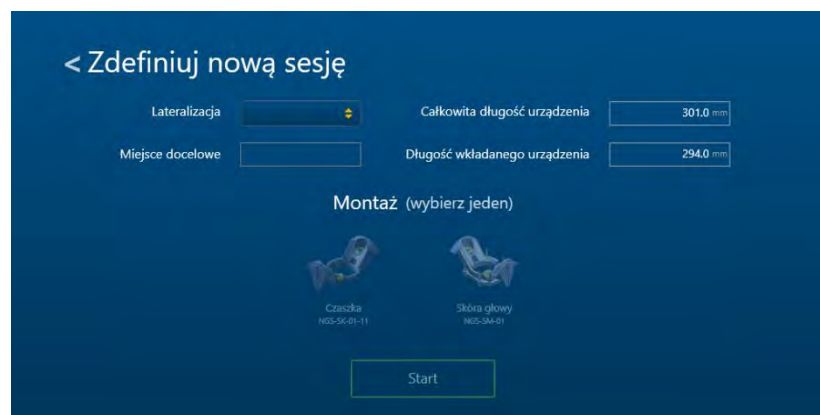 < Zdefiniuj nową sesję
Lateralizacja
Całkowita długość urządzenia
301.0 mm
Miejsce docelowe
Długość wkładanego urządzenia
294.0 mm
Montaż (wybierz jeden)
Czaszka
Skóra głowy
NGS-SK-01-11
NGS-SM-01
Start